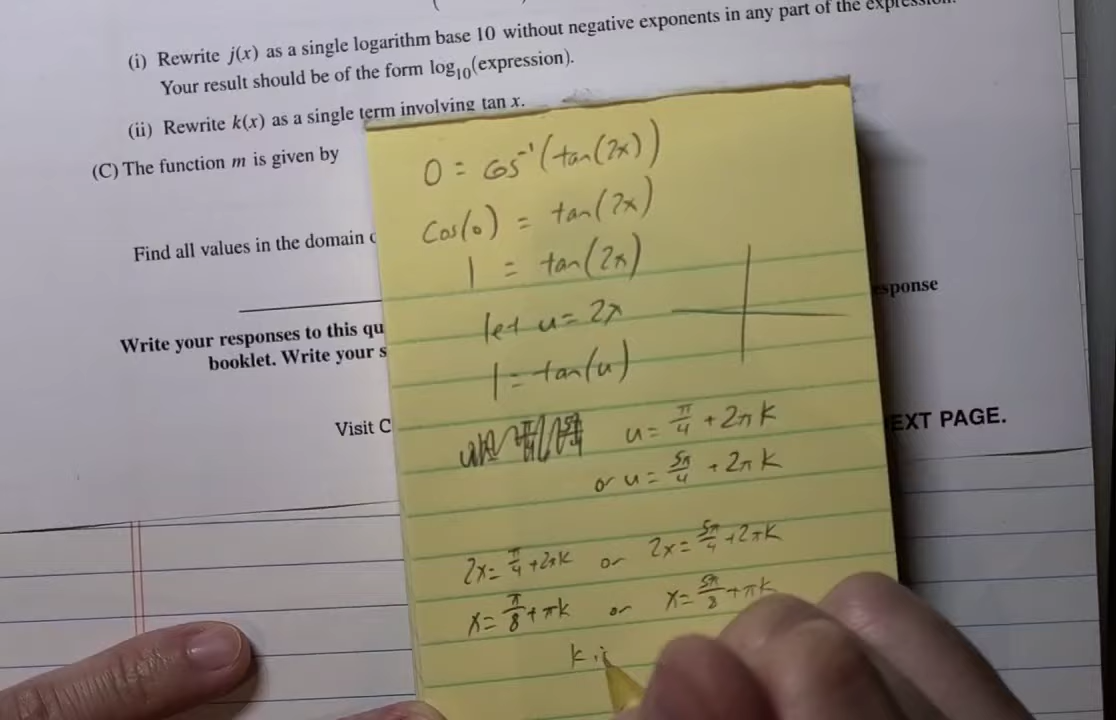 (i) Rewrite j(x) as a single logarithm base 10 without negative exponents in any part of the expression.
Your result should be of the form log₁₀(expression).
(ii) Rewrite k(x) as a single term involving tan x.
(C) The function m is given by
Find all values in the domain
Write your responses to this
booklet. Write your
Visit
EXT PAGE.
0 = cos⁻¹(tan(2x))
cos(0) = tan(2x)
1 = tan(2x)
let u = 2x
1 = tan(u)
u = π/4 + 2πk
or u = 5π/4 + 2πk
2x = π/4 + 2πk or 2x = 5π/4 + 2πk
x = π/8 + πk or x = 5π/8 + πk
k i